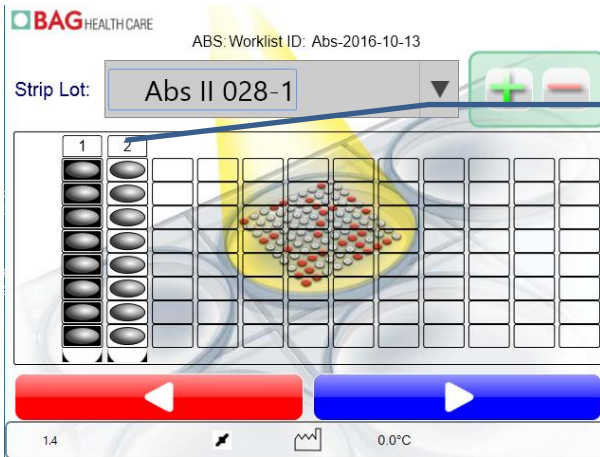 BAG HEALTH CARE
ABS: Worklist ID: Abs-2016-10-13
Strip Lot: Abs II 028-1
1 2
1.4 0.0°C